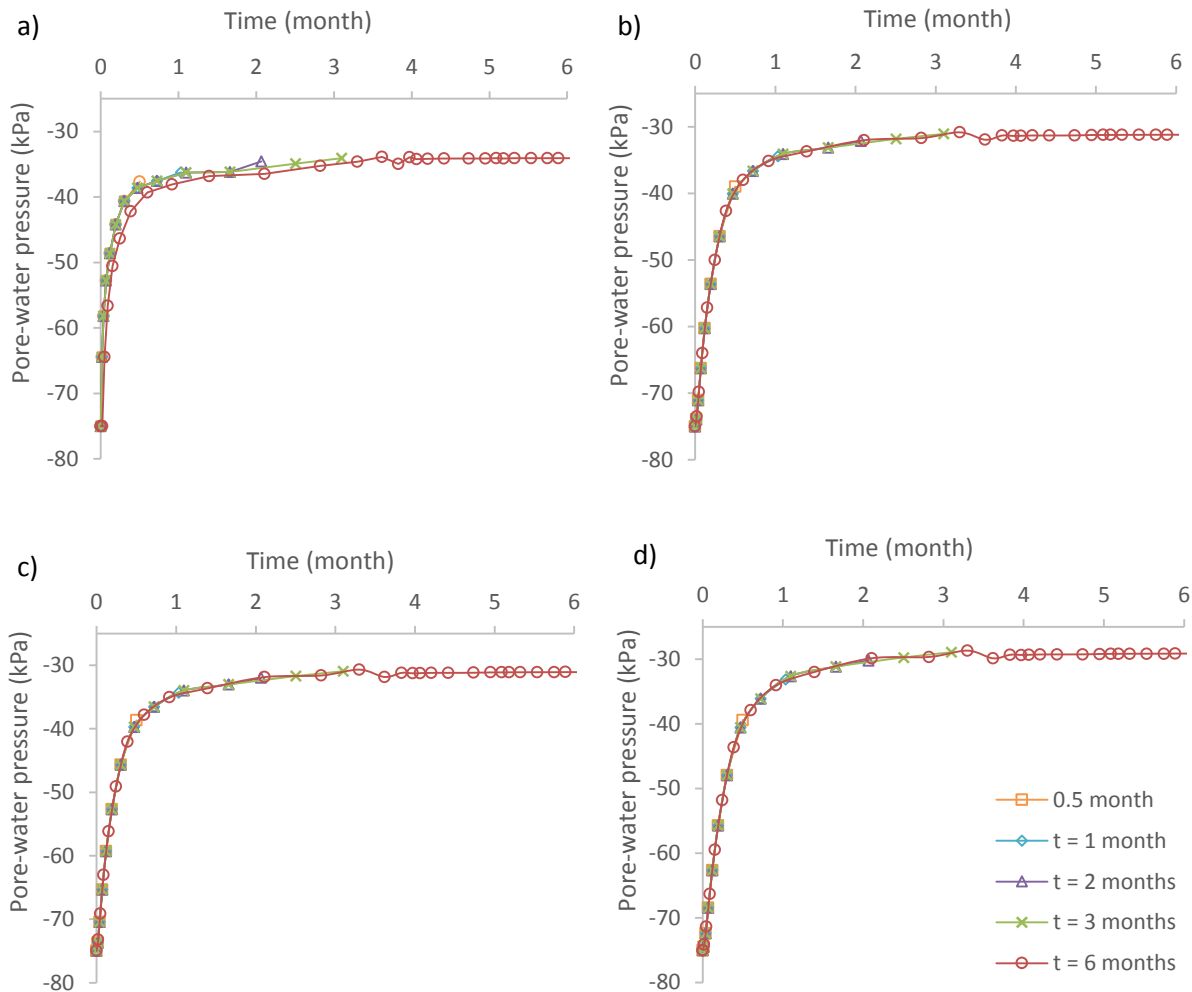 a)
Time (month)
0 1 2 3 4 5 6
-30
-40
-50
-60
-70
-80
Pore-water pressure (kPa)
b)
Time (month)
0 1 2 3 4 5 6
-30
-40
-50
-60
-70
-80
Pore-water pressure (kPa)
c)
Time (month)
0 1 2 3 4 5 6
-30
-40
-50
-60
-70
-80
Pore-water pressure (kPa)
d)
Time (month)
0 1 2 3 4 5 6
-30
-40
-50
-60
-70
-80
Pore-water pressure (kPa)
0.5 month
t = 1 month
t = 2 months
t = 3 months
t = 6 months